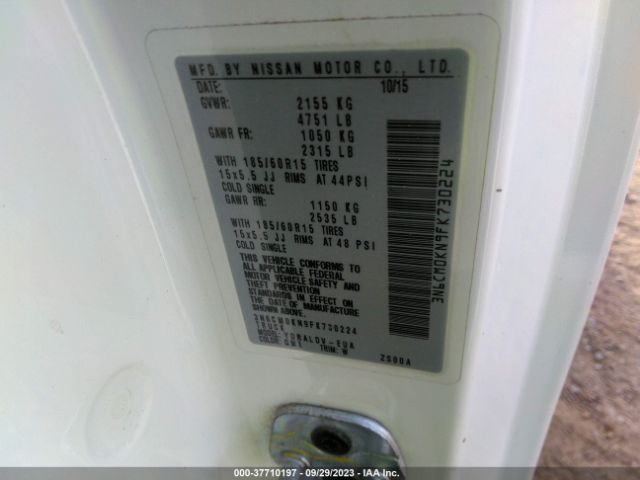 MFD. BY NISSAN MOTOR CO., LTD.
DATE: 10/15
GVWR: 2155 KG
4751 LB
GAWR FR: 1050 KG
2315 LB
WITH 185/60R15 TIRES
15x5.5 JJ RIMS AT 44PSI
COLD SINGLE
GAWR RR: 1150 KG
2535 LB
WITH 185/60R15 TIRES
15x5.5 JJ RIMS AT 48 PSI
COLD SINGLE
THIS VEHICLE CONFORMS TO
ALL APPLICABLE FEDERAL
MOTOR VEHICLE SAFETY AND
THEFT PREVENTION
STANDARDS IN EFFECT ON
THE DATE OF MANUFACTURE
SHOWN ABOVE.
3N6CM0KN9FK730224
TRUCK
MODEL:
COLOR: TRIM: W
3N6CM0KN9FK730224
000-37710197 - 09/29/2023 - IAAI.com